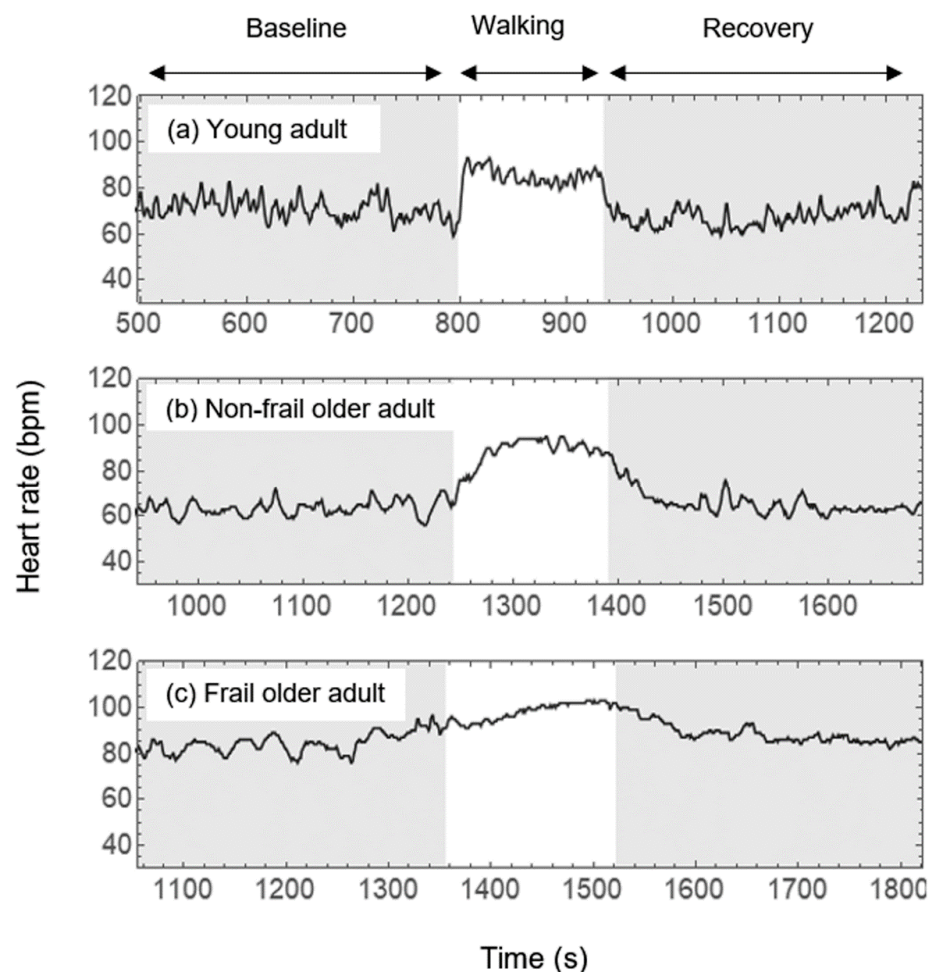 Baseline Walking Recovery
120
(a) Young adult
100
80
60
40
500 600 700 800 900 1000 1100 1200
120
(b) Non-frail older adult
100
80
60
40
1000 1100 1200 1300 1400 1500 1600
Heart rate (bpm)
120
(c) Frail older adult
100
80
60
40
1100 1200 1300 1400 1500 1600 1700 1800
Time (s)